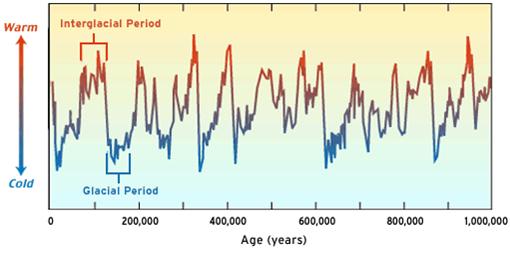 Warm
Interglacial Period
Glacial Period
Cold
0
200,000
400,000
600,000
800,000
1,000,000
Age (years)